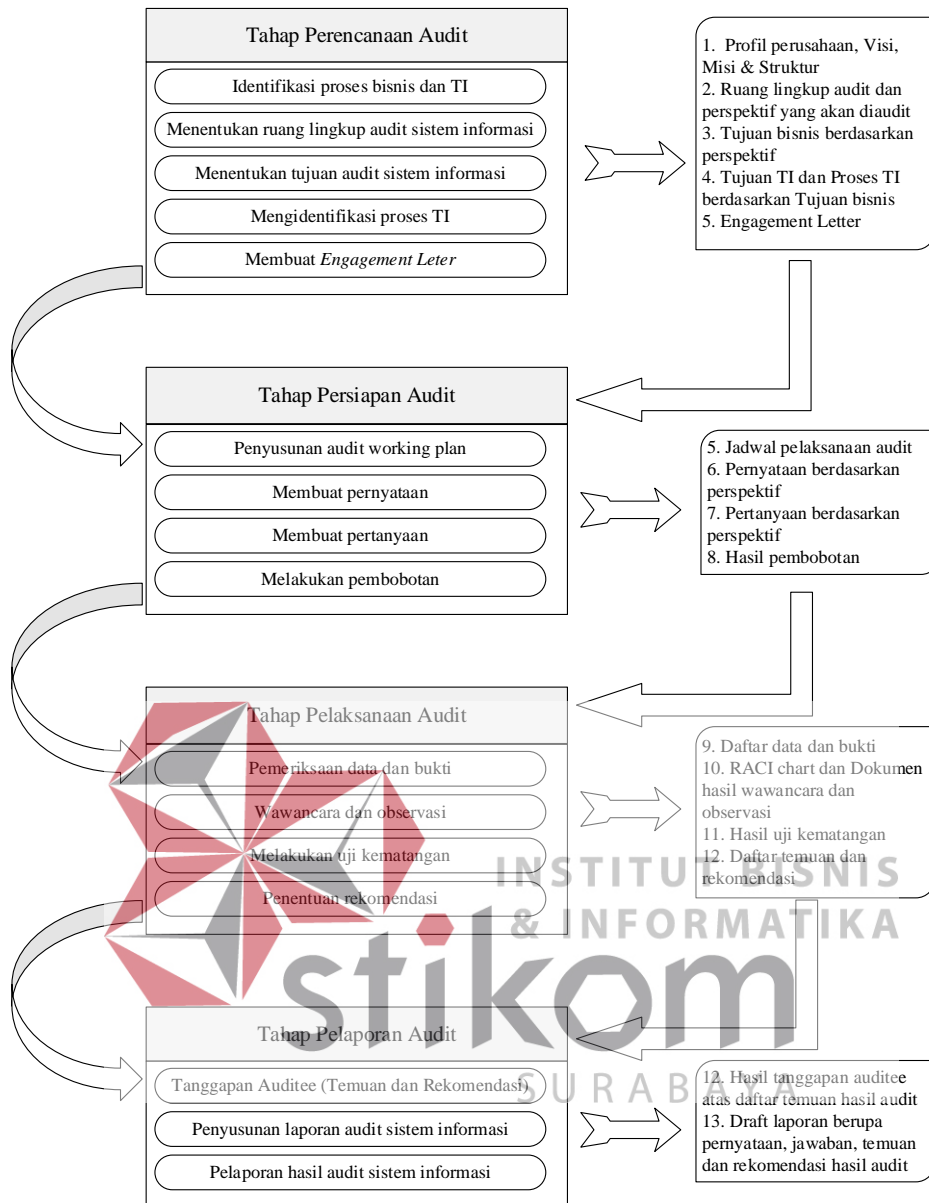 Tahap Perencanaan Audit
Identifikasi proses bisnis dan TI
Menentukan ruang lingkup audit sistem informasi
Menentukan tujuan audit sistem informasi
Mengidentifikasi proses TI
Membuat Engagement Leter
1. Profil perusahaan, Visi,
Misi & Struktur
2. Ruang lingkup audit dan
perspektif yang akan diaudit
3. Tujuan bisnis berdasarkan
perspektif
4. Tujuan TI dan Proses TI
berdasarkan Tujuan bisnis
5. Engagement Letter
Tahap Persiapan Audit
Penyusunan audit working plan
Membuat pernyataan
Membuat pertanyaan
Melakukan pembobotan
5. Jadwal pelaksanaan audit
6. Pernyataan berdasarkan
perspektif
7. Pertanyaan berdasarkan
perspektif
8. Hasil pembobotan
Tahap Pelaksanaan Audit
Pemeriksaan data dan bukti
Wawancara dan observasi
Melakukan uji kematangan
Penentuan rekomendasi
9. Daftar data dan bukti
10. RACI chart dan Dokumen
hasil wawancara dan
observasi
11. Hasil uji kematangan
12. Daftar temuan dan
rekomendasi
INSTITUT BISNIS
& INFORMATIKA
stikom
SURABAYA
Tahap Pelaporan Audit
Tanggapan Auditee (Temuan dan Rekomendasi)
Penyusunan laporan audit sistem informasi
Pelaporan hasil audit sistem informasi
12. Hasil tanggapan auditee
atas daftar temuan hasil audit
13. Draft laporan berupa
pernyataan, jawaban, temuan
dan rekomendasi hasil audit